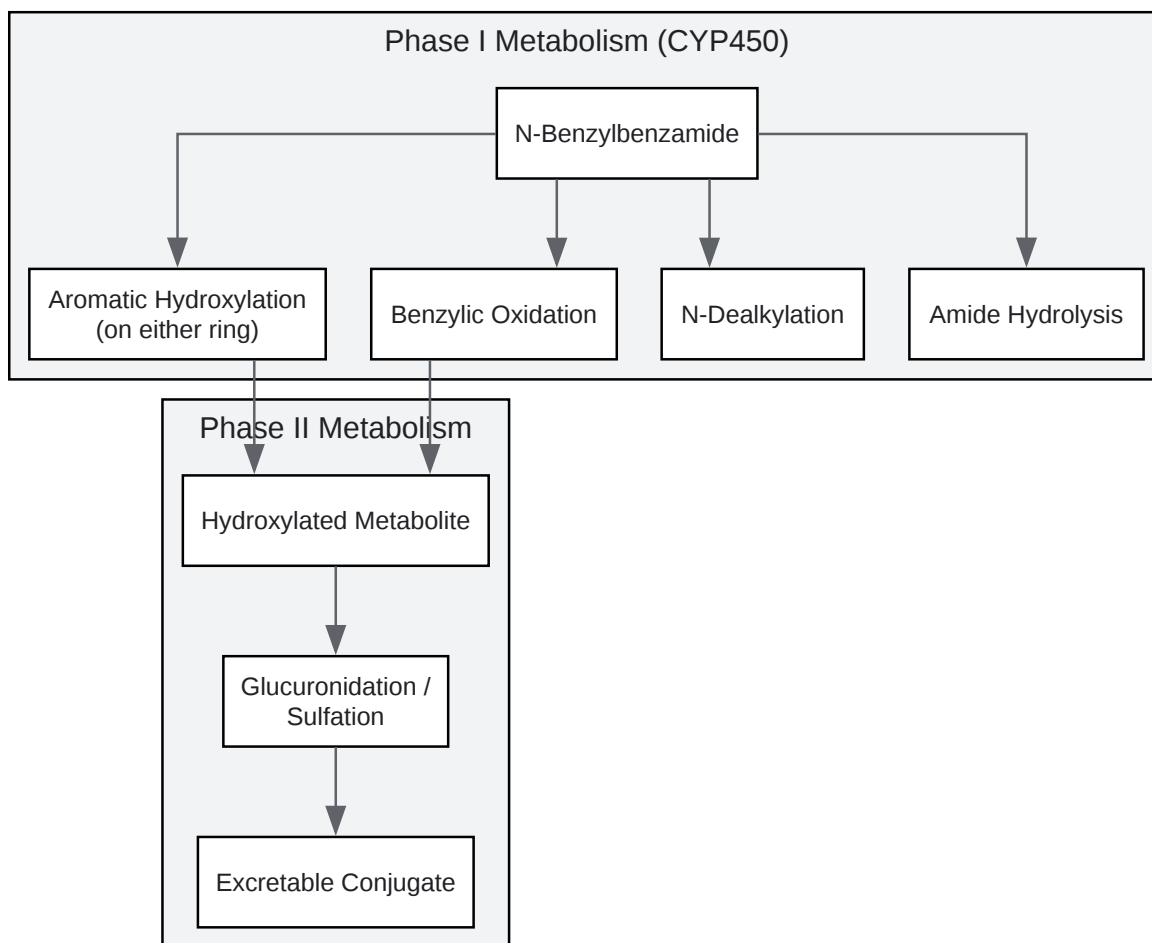 Phase I Metabolism (CYP450)
N-Benzylbenzamide
Aromatic Hydroxylation
(on either ring)
Benzylic Oxidation
N-Dealkylation
Amide Hydrolysis
Phase II Metabolism
Hydroxylated Metabolite
Glucuronidation /
Sulfation
Excretable Conjugate